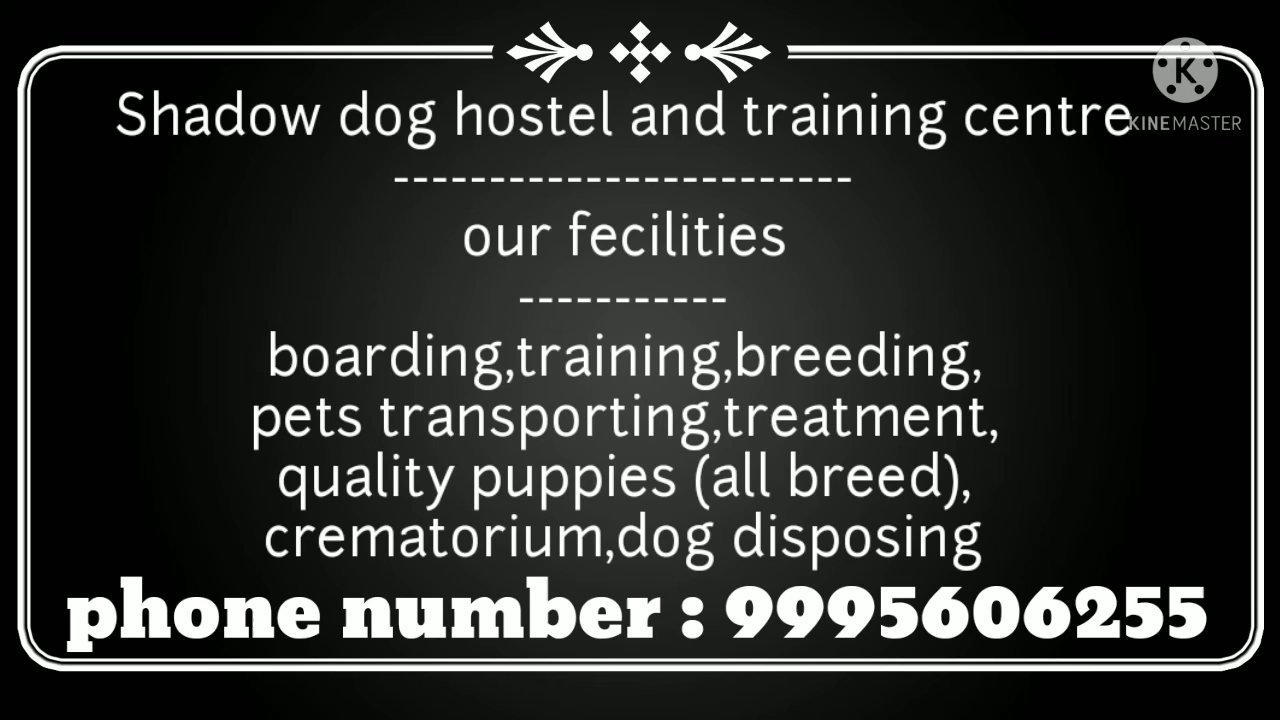 Shadow dog hostel and training centre
KINEMASTER
------------------------
our fecilities
-----------
boarding,training,breeding,
pets transporting,treatment,
quality puppies (all breed),
crematorium,dog disposing
phone number : 9995606255